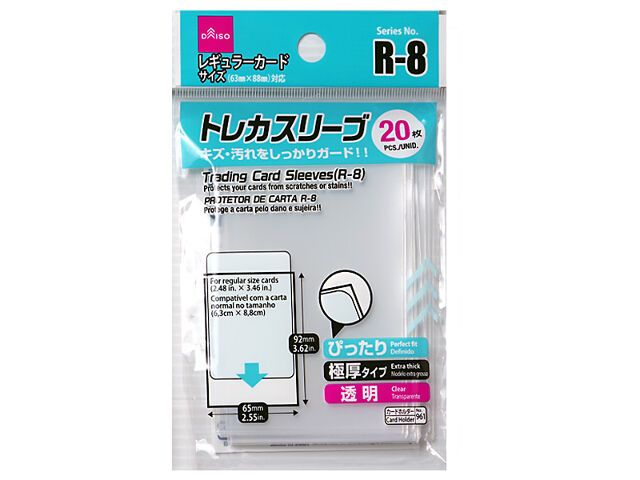 DAISO
Series No.
R-8
レギュラーカード
サイズ(63mm×88mm)対応
トレカスリーブ
20枚
PCS./UNID.
キズ・汚れをしっかりガード!!
Trading Card Sleeves(R-8)
Protects your cards from scratches or stains!!
PROTETOR DE CARTA R-8
Protege a carta pelo dano e sujeira!!
For regular size cards
(2.48 in. × 3.46 in.)
Compatível com a carta
normal no tamanho
(6,3cm × 8,8cm)
92mm
3.62in.
65mm
2.55in.
ぴったり
Perfect fit
Definido
極厚タイプ
Extra thick
透明
Clear
Transparente
カードホルダー
Card Holder
No.
961